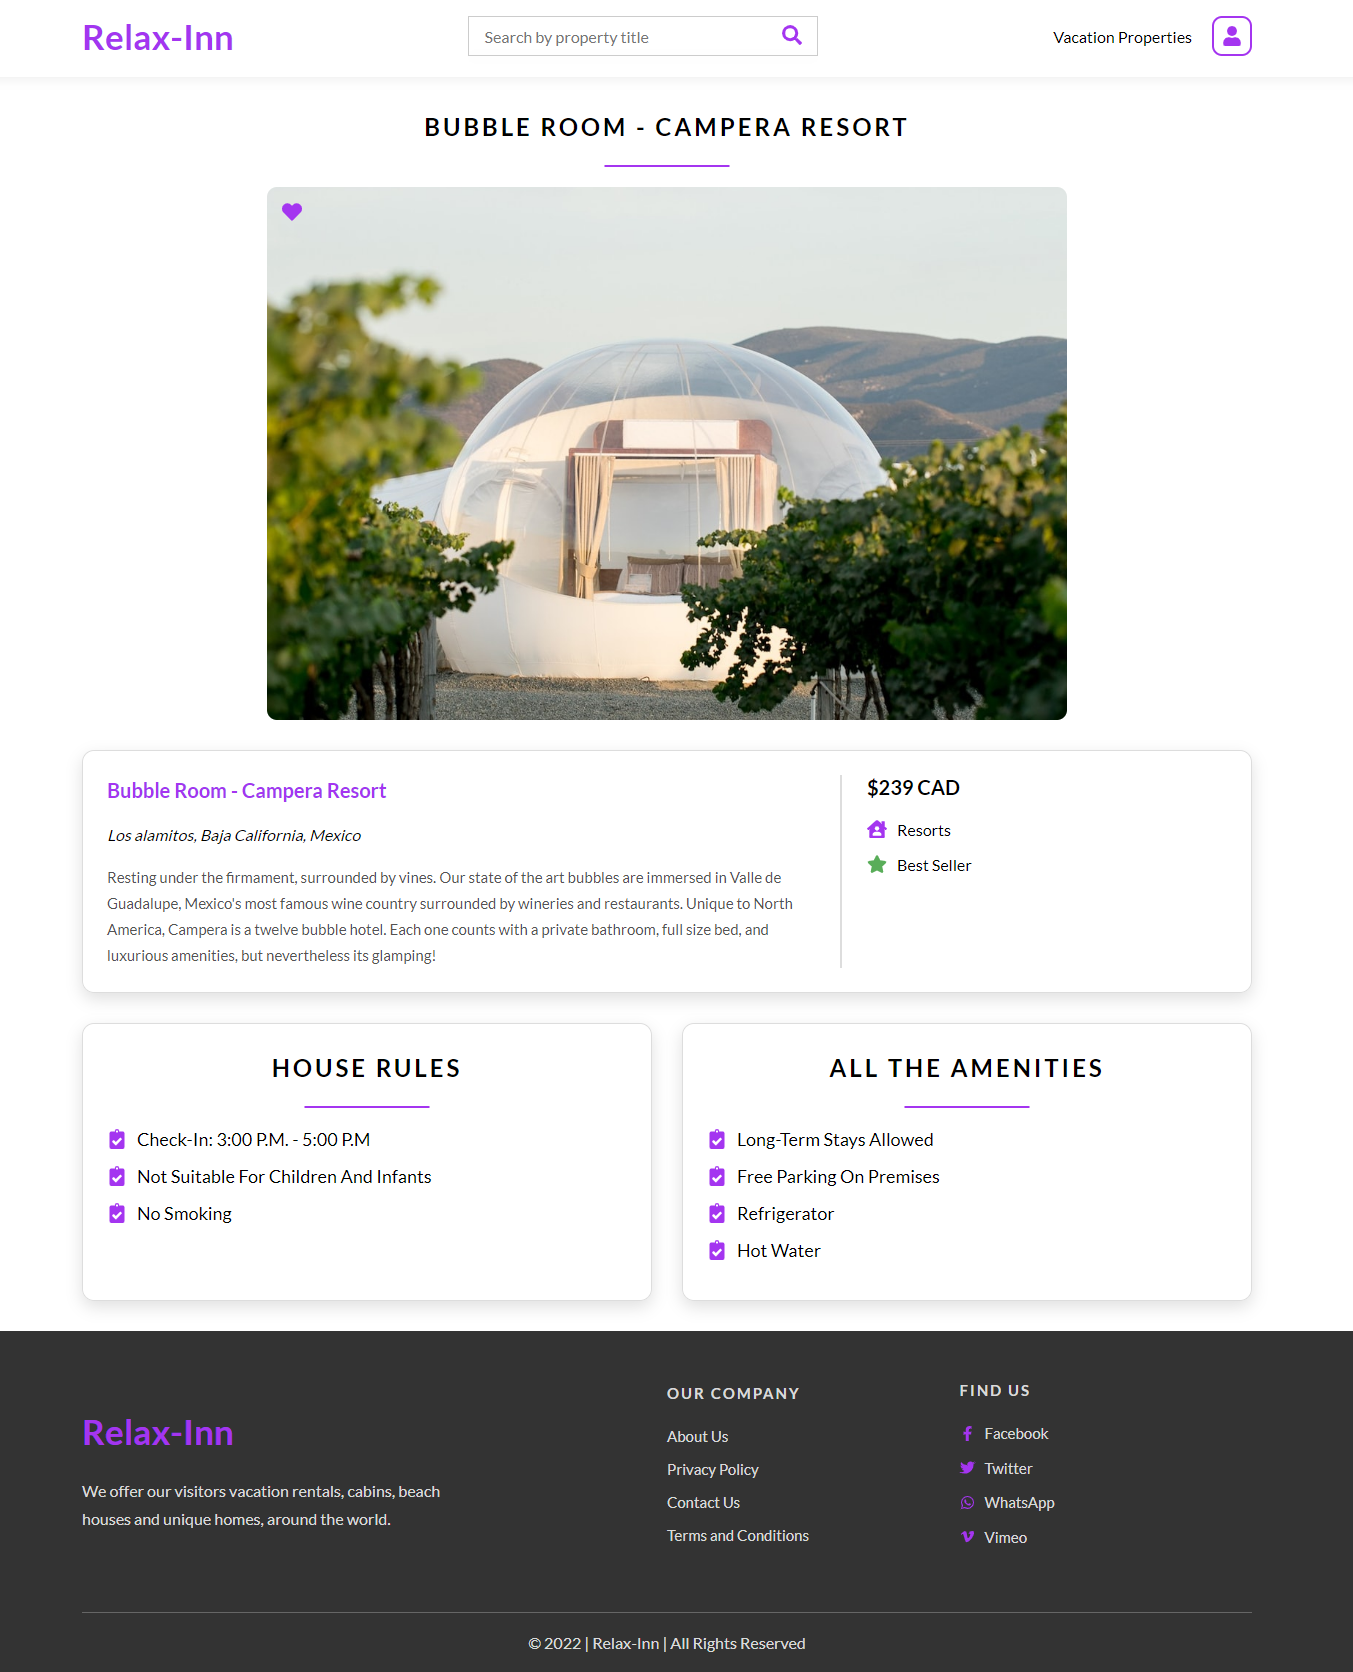 Relax-Inn
Search by property title
Vacation Properties
BUBBLE ROOM - CAMPERA RESORT
Bubble Room - Campera Resort
Los alamitos, Baja California, Mexico
Resting under the firmament, surrounded by vines. Our state of the art bubbles are immersed in Valle de
Guadalupe, Mexico's most famous wine country surrounded by wineries and restaurants. Unique to North
America, Campera is a twelve bubble hotel. Each one counts with a private bathroom, full size bed, and
luxurious amenities, but nevertheless its glamping!
$239 CAD
Resorts
Best Seller
HOUSE RULES
Check-In: 3:00 P.M. - 5:00 P.M
Not Suitable For Children And Infants
No Smoking
ALL THE AMENITIES
Long-Term Stays Allowed
Free Parking On Premises
Refrigerator
Hot Water
Relax-Inn
We offer our visitors vacation rentals, cabins, beach
houses and unique homes, around the world.
OUR COMPANY
About Us
Privacy Policy
Contact Us
Terms and Conditions
FIND US
Facebook
Twitter
WhatsApp
Vimeo
© 2022 | Relax-Inn | All Rights Reserved